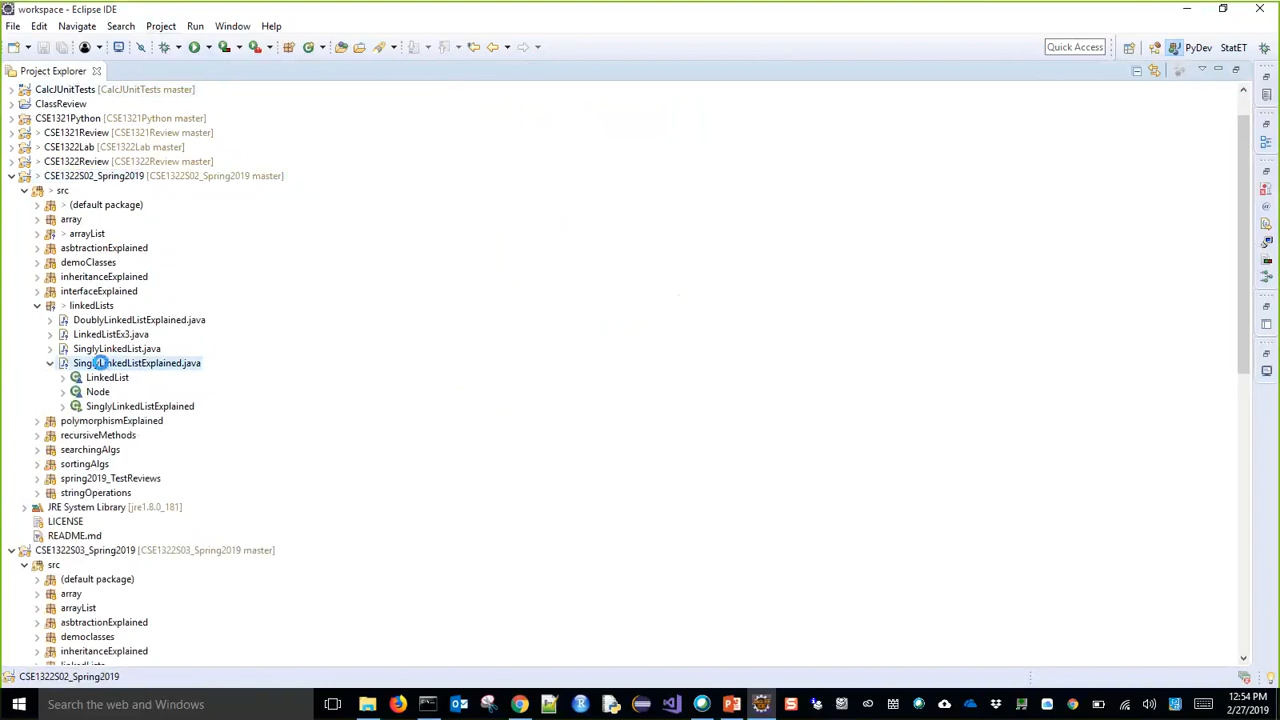 workspace - Eclipse IDE
File Edit Navigate Search Project Run Window Help
Quick Access
PyDev StatET
Project Explorer
CalcJUnitTests [CalcJUnitTests master]
ClassReview
CSE1321Python [CSE1321Python master]
> CSE1321Review [CSE1321Review master]
> CSE1322Lab [CSE1322Lab master]
> CSE1322Review [CSE1322Review master]
> CSE1322S02_Spring2019 [CSE1322S02_Spring2019 master]
> src
> (default package)
array
> arrayList
asbtractionExplained
demoClasses
inheritanceExplained
interfaceExplained
> linkedLists
DoublyLinkedListExplained.java
LinkedListEx3.java
SinglyLinkedList.java
SinglyLinkedListExplained.java
LinkedList
Node
SinglyLinkedListExplained
polymorphismExplained
recursiveMethods
searchingAlgs
sortingAlgs
spring2019_TestReviews
stringOperations
JRE System Library [jre1.8.0_181]
LICENSE
README.md
CSE1322S03_Spring2019 [CSE1322S03_Spring2019 master]
src
(default package)
array
arrayList
asbtractionExplained
democlasses
inheritanceExplained
linkedLists
CSE1322S02_Spring2019
Search the web and Windows
12:54 PM
2/27/2019